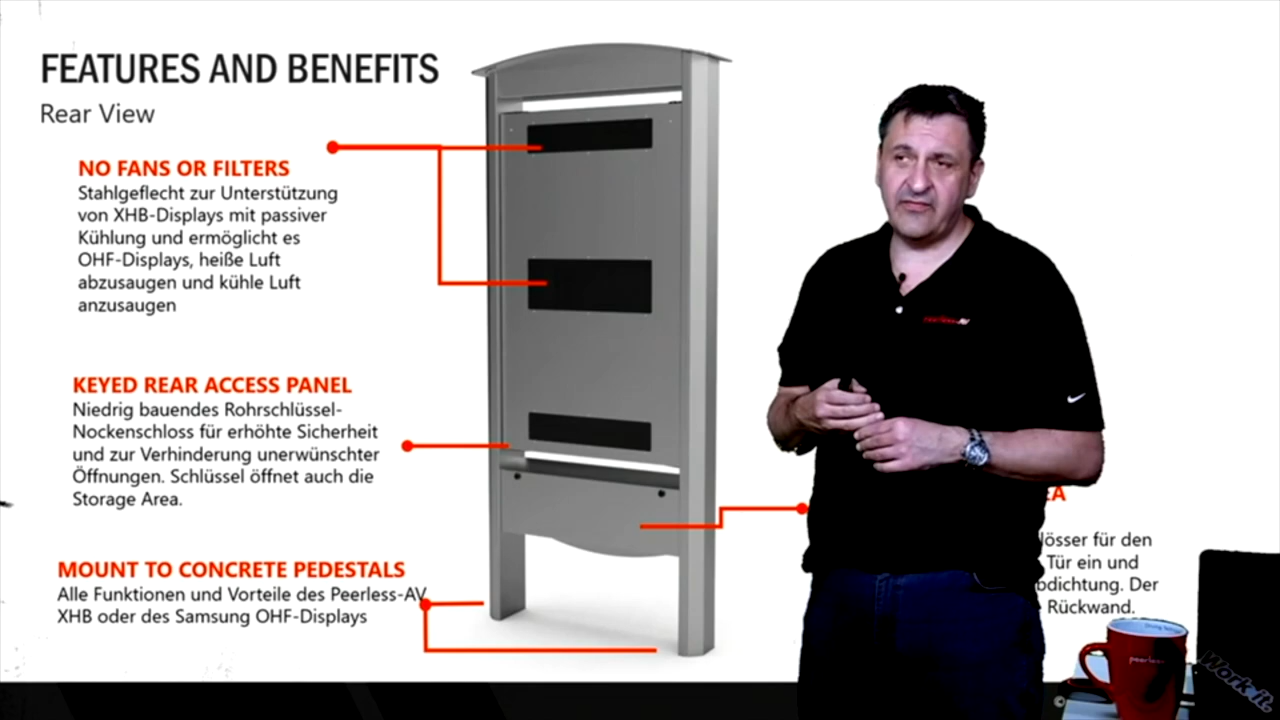 FEATURES AND BENEFITS
Rear View
NO FANS OR FILTERS
Stahlgeflecht zur Unterstützung
von XHB-Displays mit passiver
Kühlung und ermöglicht es
OHF-Displays, heiße Luft
abzusaugen und kühle Luft
anzusaugen
KEYED REAR ACCESS PANEL
Niedrig bauendes Rohrschlüssel-
Nockenschloss für erhöhte Sicherheit
und zur Verhinderung unerwünschter
Öffnungen. Schlüssel öffnet auch die
Storage Area.
MOUNT TO CONCRETE PEDESTALS
Alle Funktionen und Vorteile des Peerless-AV
XHB oder des Samsung OHF-Displays
für den
Tür ein und
Der
Rückwand.
peerless-AV
Work it.